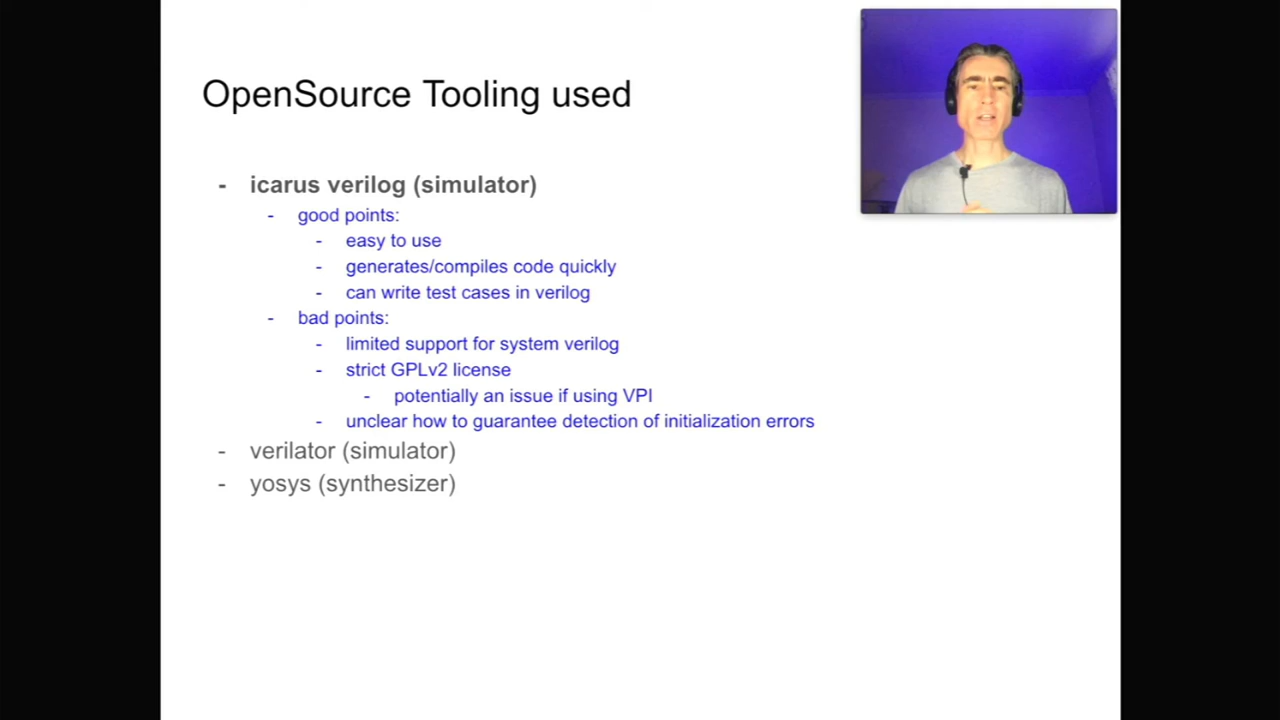 OpenSource Tooling used
- icarus verilog (simulator)
- good points:
- easy to use
- generates/compiles code quickly
- can write test cases in verilog
- bad points:
- limited support for system verilog
- strict GPLv2 license
- potentially an issue if using VPI
- unclear how to guarantee detection of initialization errors
- verilator (simulator)
- yosys (synthesizer)